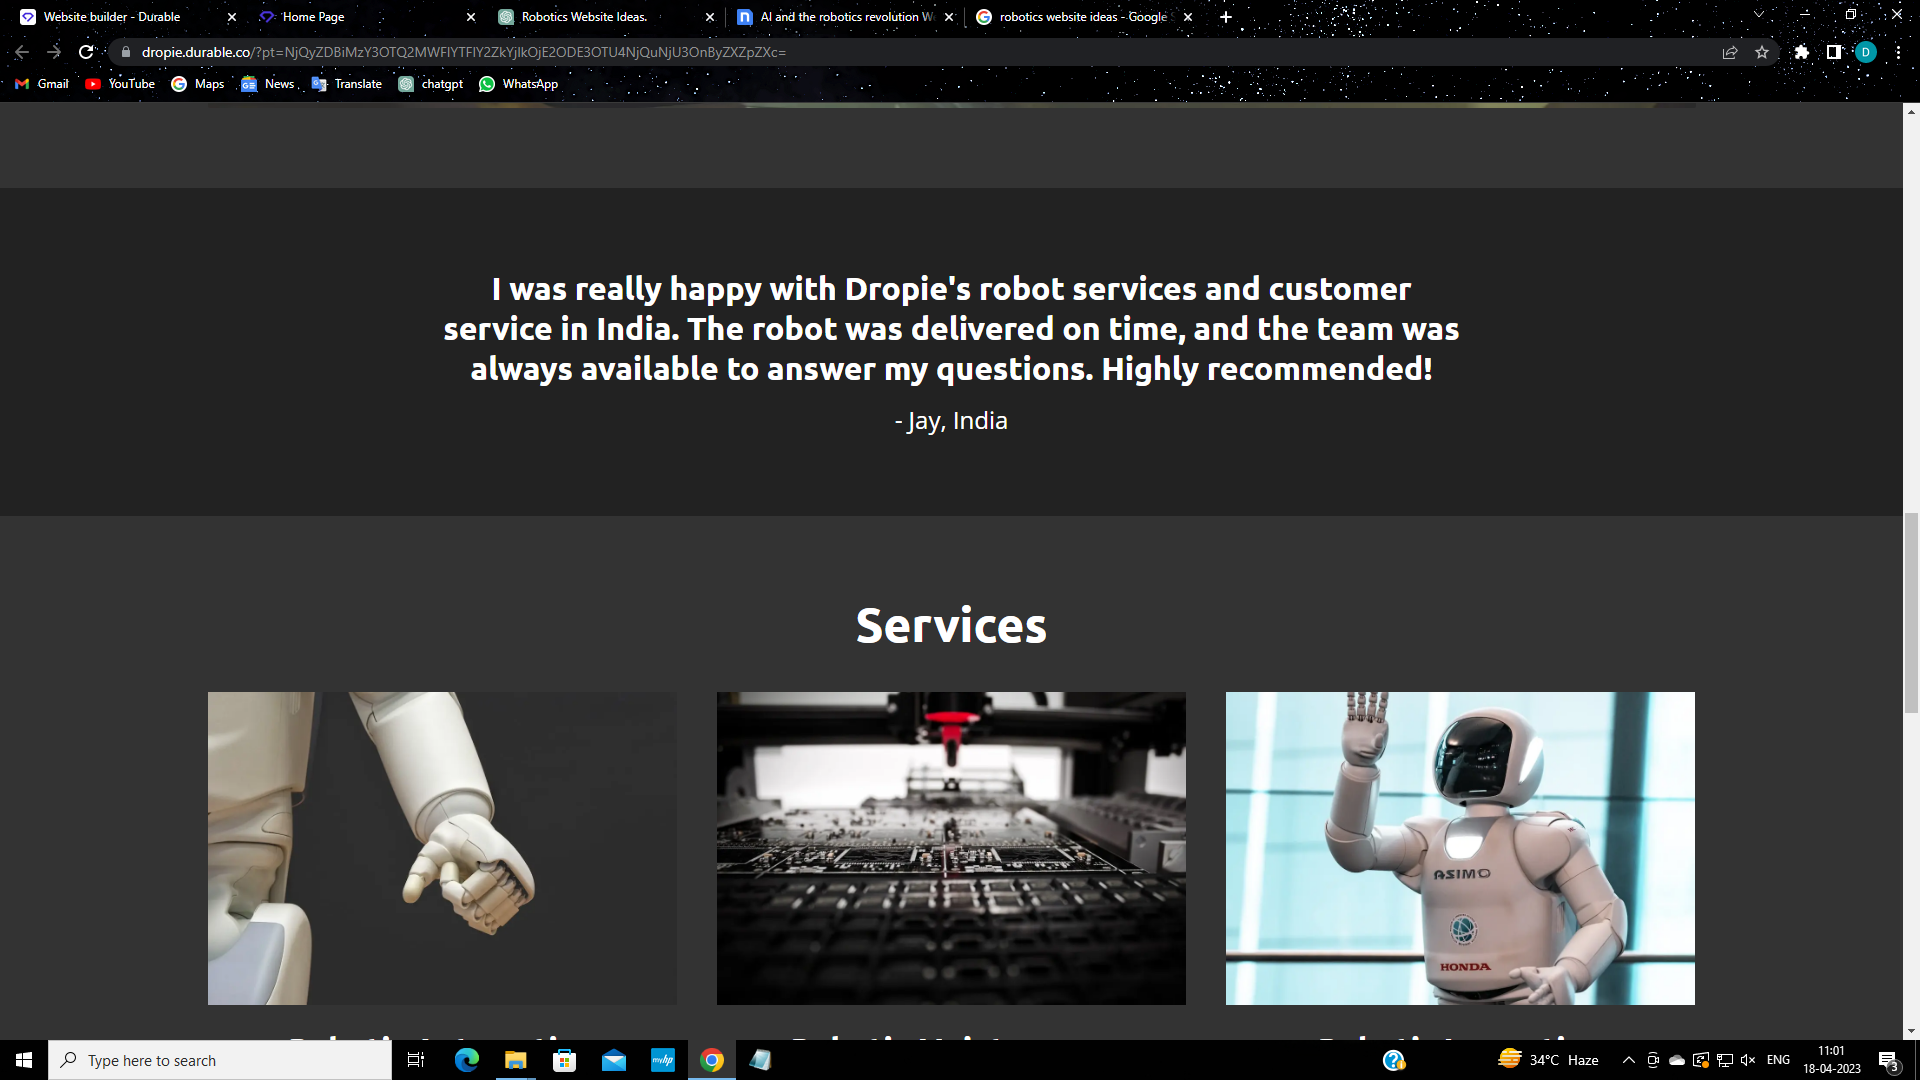 Website builder - Durable
Home Page
Robotics Website Ideas.
AI and the robotics revolution W
robotics website ideas - Google
dropie.durable.co/?pt=NjQyZDBiMzY3OTQ2MWFlYTFlY2ZkYjlkOjE2ODE3OTU4NjQuNjU3OnByZXZpZXc=
D
Gmail YouTube Maps News Translate chatgpt WhatsApp
I was really happy with Dropie's robot services and customer
service in India. The robot was delivered on time, and the team was
always available to answer my questions. Highly recommended!
- Jay, India
Services
ASIMO
HONDA
Type here to search
myhp
34°C Haze
ENG
11:01
18-04-2023
3